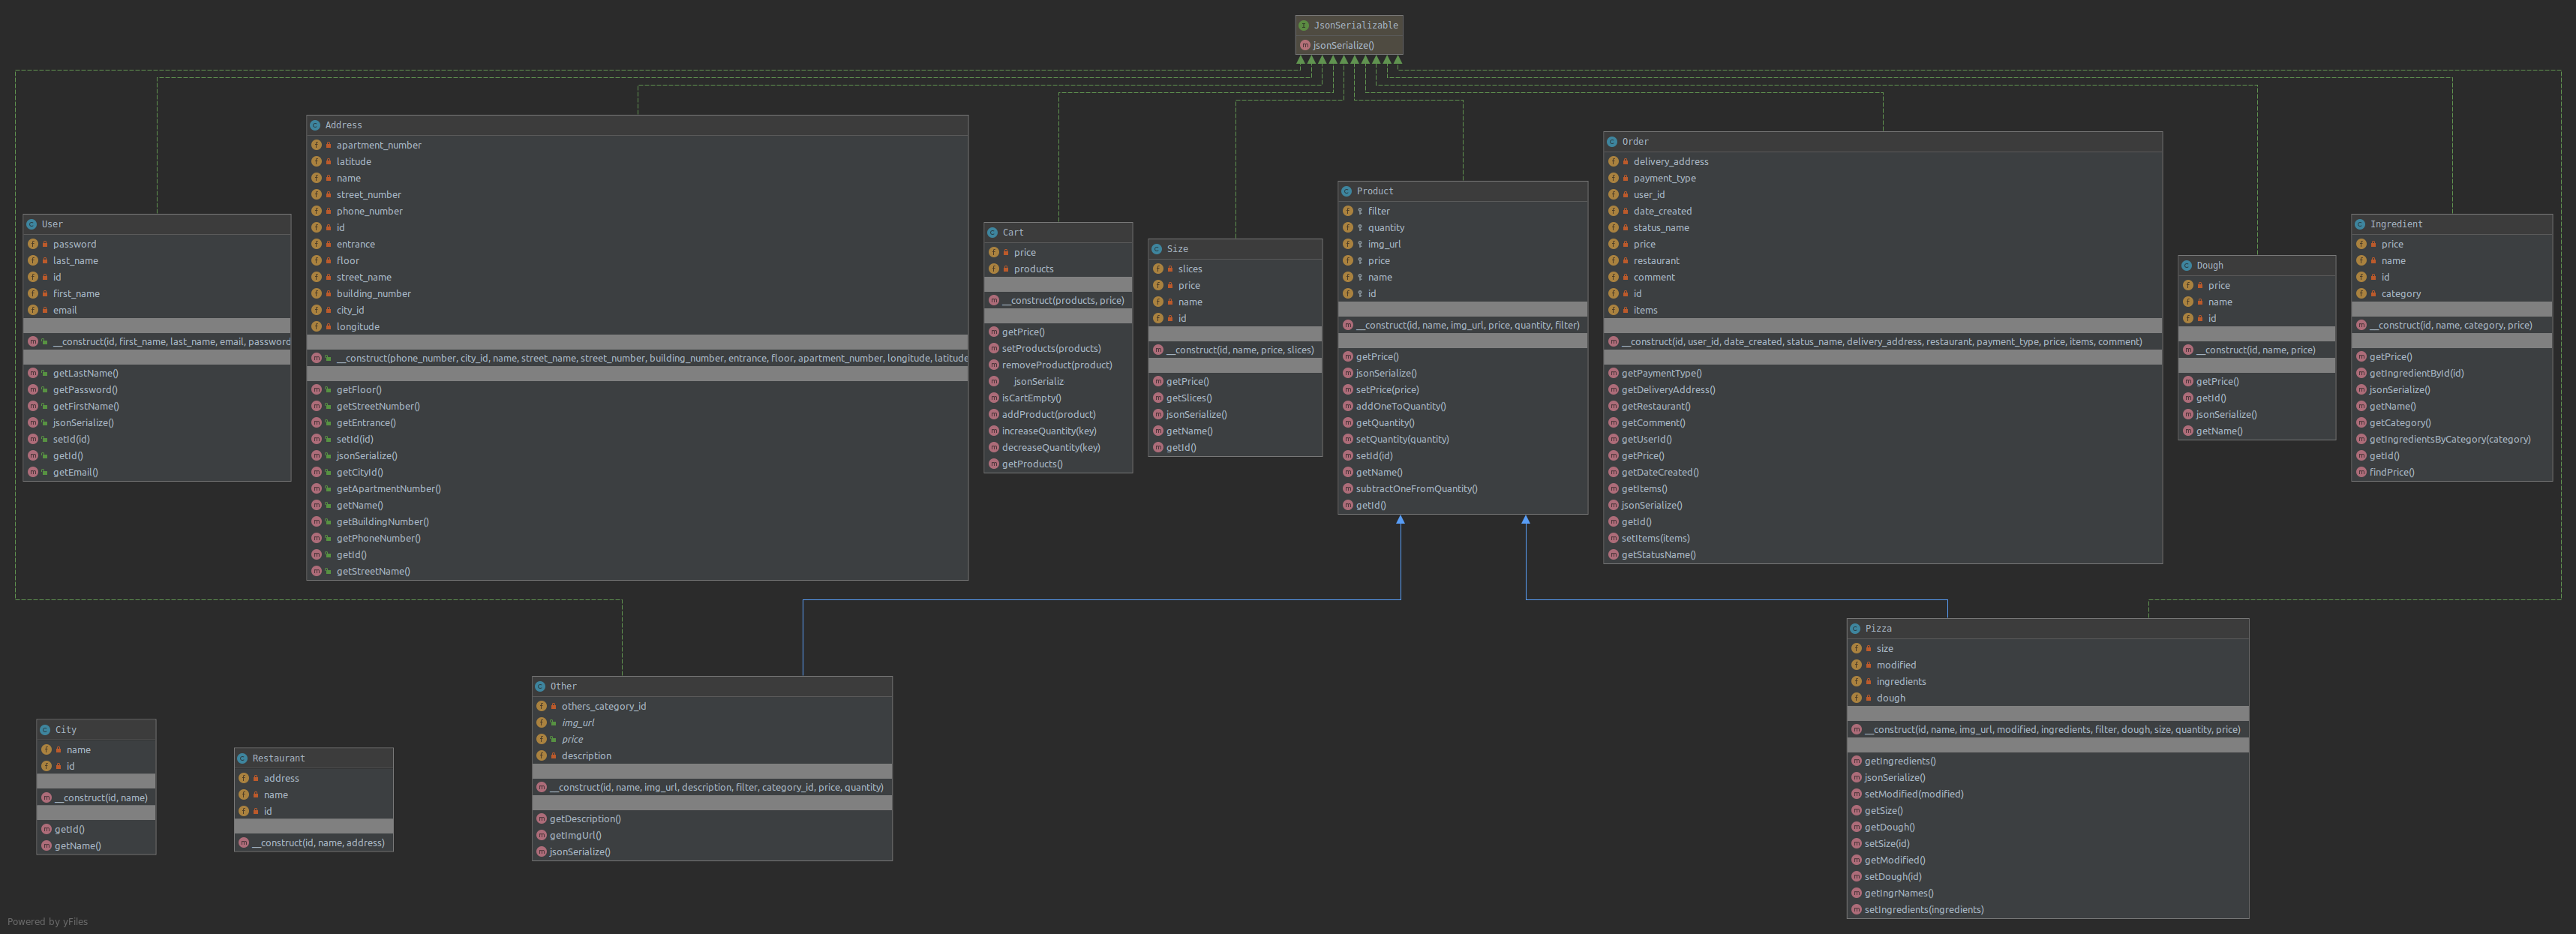 JsonSerializable
jsonSerialize()
Address
apartment_number
latitude
name
street_number
phone_number
id
entrance
floor
street_name
building_number
city_id
longitude
__construct(phone_number, city_id, name, street_name, street_number, building_number, entrance, floor, apartment_number, longitude, latitude
getFloor()
getStreetNumber()
getEntrance()
setId(id)
jsonSerialize()
getCityId()
getApartmentNumber()
getName()
getBuildingNumber()
getPhoneNumber()
getId()
getStreetName()
Order
delivery_address
payment_type
user_id
date_created
status_name
price
restaurant
comment
id
items
__construct(id, user_id, date_created, status_name, delivery_address, restaurant, payment_type, price, items, comment)
getPaymentType()
getDeliveryAddress()
getRestaurant()
getComment()
getUserId()
getPrice()
getDateCreated()
getItems()
jsonSerialize()
getId()
setItems(items)
getStatusName()
Product
filter
quantity
img_url
price
name
id
__construct(id, name, img_url, price, quantity, filter)
getPrice()
jsonSerialize()
setPrice(price)
addOneToQuantity()
getQuantity()
setQuantity(quantity)
setId(id)
getName()
subtractOneFromQuantity()
getId()
User
password
last_name
id
first_name
email
__construct(id, first_name, last_name, email, password
getLastName()
getPassword()
getFirstName()
jsonSerialize()
setId(id)
getId()
getEmail()
Cart
price
products
__construct(products, price)
getPrice()
setProducts(products)
removeProduct(product)
jsonSerializ
isCartEmpty()
addProduct(product)
increaseQuantity(key)
decreaseQuantity(key)
getProducts()
Size
slices
price
name
id
__construct(id, name, price, slices)
getPrice()
getSlices()
jsonSerialize()
getName()
getId()
Dough
price
name
id
__construct(id, name, price)
getPrice()
getId()
jsonSerialize()
getName()
Ingredient
price
name
id
category
__construct(id, name, category, price)
getPrice()
getIngredientById(id)
jsonSerialize()
getName()
getCategory()
getIngredientsByCategory(category)
getId()
findPrice()
Pizza
size
modified
ingredients
dough
__construct(id, name, img_url, modified, ingredients, filter, dough, size, quantity, price)
getIngredients()
jsonSerialize()
setModified(modified)
getSize()
getDough()
setSize(id)
getModified()
setDough(id)
getIngrNames()
setIngredients(ingredients)
Other
others_category_id
img_url
price
description
__construct(id, name, img_url, description, filter, category_id, price, quantity)
getDescription()
getImgUrl()
jsonSerialize()
City
name
id
__construct(id, name)
getId()
getName()
Restaurant
address
name
id
__construct(id, name, address)
Powered by yFiles